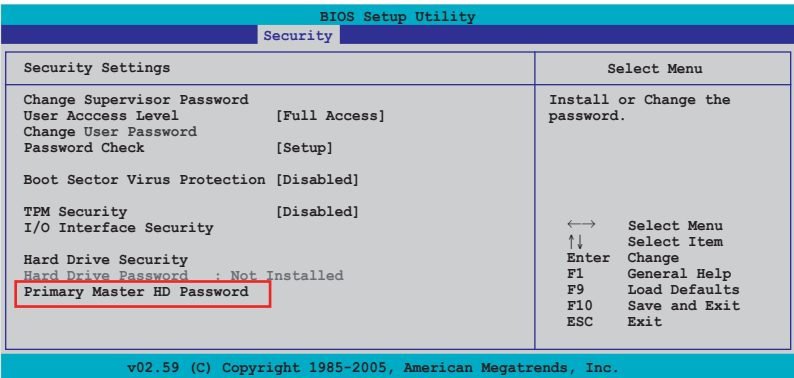 BIOS Setup Utility
Security
Security Settings
Select Menu
Change Supervisor Password
User Acccess Level [Full Access]
Change User Password
Password Check [Setup]
Boot Sector Virus Protection [Disabled]
TPM Security [Disabled]
I/O Interface Security
Hard Drive Security
Hard Drive Password : Not Installed
Primary Master HD Password
Install or Change the
password.
←→ Select Menu
↑↓ Select Item
Enter Change
F1 General Help
F9 Load Defaults
F10 Save and Exit
ESC Exit
v02.59 (C) Copyright 1985-2005, American Megatrends, Inc.